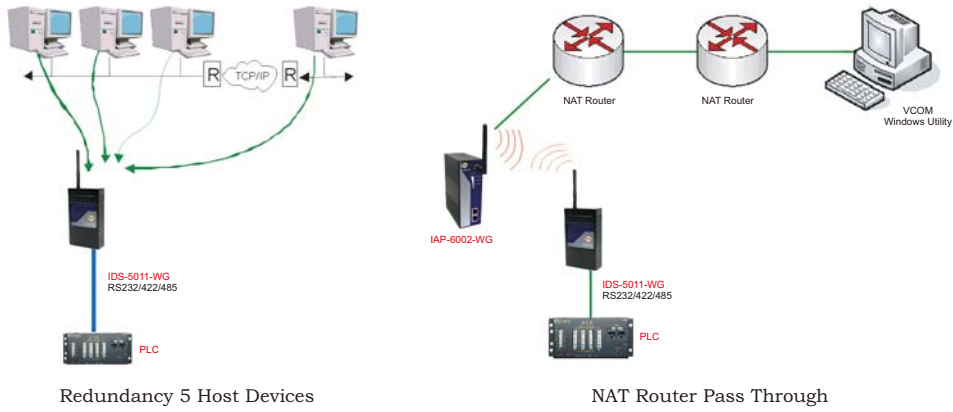 R
TCP/IP
R
IDS-5011-WG
RS232/422/485
PLC
Redundancy 5 Host Devices
NAT Router
NAT Router
VCOM
Windows Utility
IAP-6002-WG
IDS-5011-WG
RS232/422/485
PLC
NAT Router Pass Through